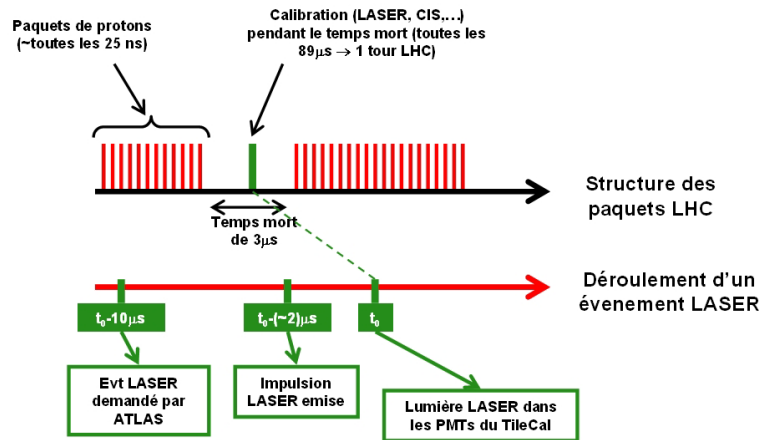 Paquets de protons
(~toutes les 25 ns)
Calibration (LASER, CIS,…)
pendant le temps mort (toutes les
89µs → 1 tour LHC)
Structure des
paquets LHC
Temps mort
de 3µs
Déroulement d'un
évenement LASER
t₀-10µs
t₀-(~2)µs
t₀
Evt LASER
demandé par
ATLAS
Impulsion
LASER emise
Lumière LASER dans
les PMTs du TileCal